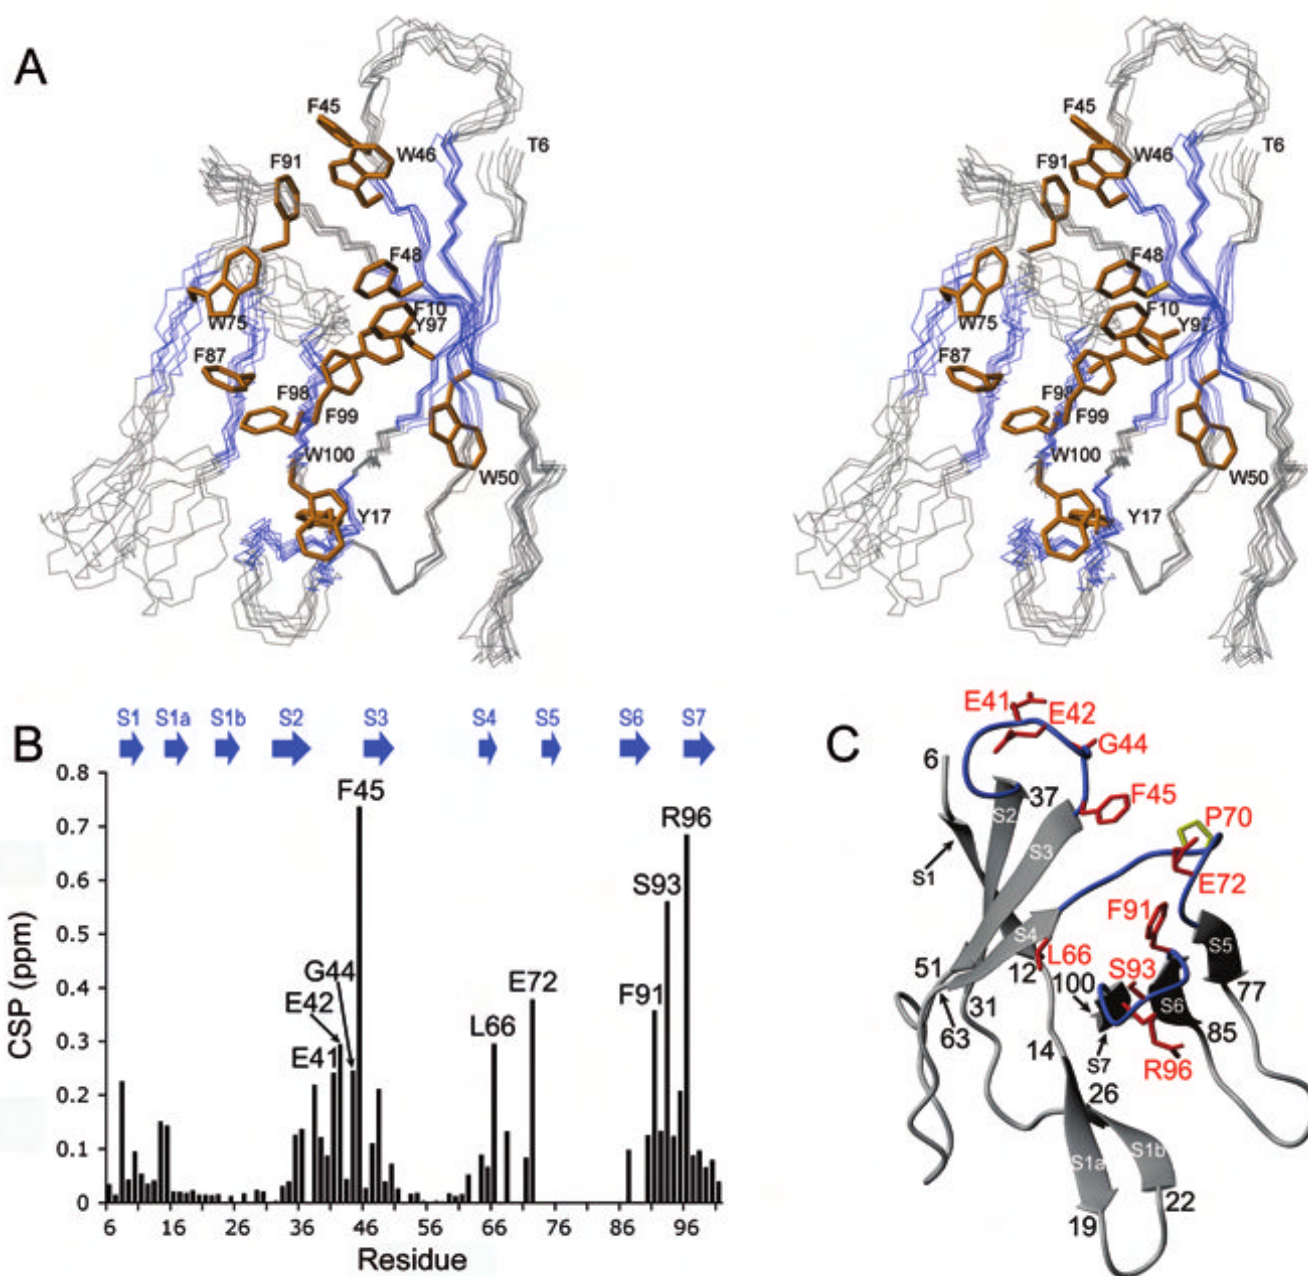 A
F45
W46
T6
F91
F48
F10
Y97
W75
F87
F98
F99
W100
W50
Y17
F45
W46
T6
F91
F48
F10
W75
F87
F99
W100
W50
Y17
B
S1 S1a S1b S2 S3 S4 S5 S6 S7
CSP (ppm)
0.8
0.7
0.6
0.5
0.4
0.3
0.2
0.1
0
F45
R96
S93
G44
E42
E41
L66
E72
F91
6 16 26 36 46 56 66 76 86 96
Residue
C
E41
E42
G44
6
F45
37
S2
P70
S3
S1
E72
F91
S4
S5
L66
51
12
S93
100
77
31
S6
63
85
14
S7
26
R96
S1a
S1b
22
19